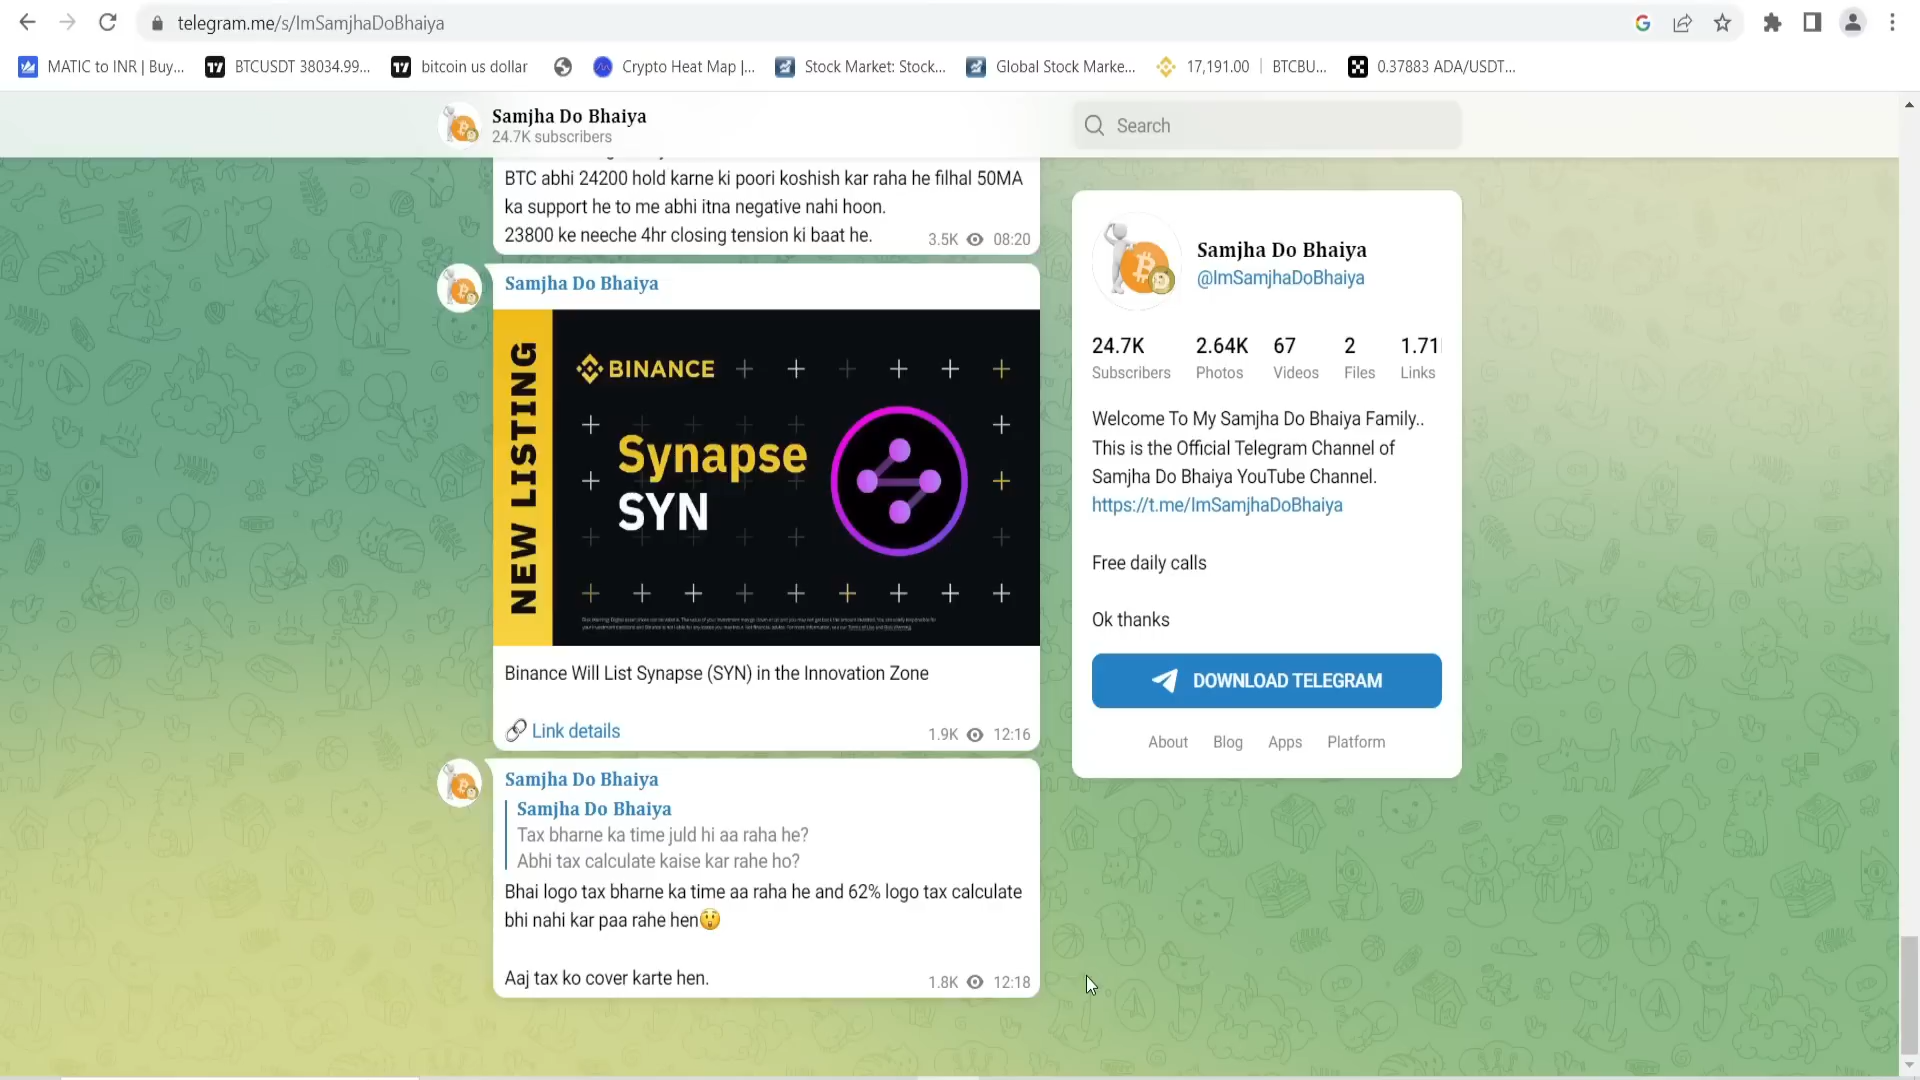 telegram.me/s/ImSamjhaDoBhaiya
MATIC to INR | Buy...
BTCUSDT 38034.99...
bitcoin us dollar
Crypto Heat Map |...
Stock Market: Stock...
Global Stock Marke...
17,191.00 | BTCBU...
0.37883 ADA/USDT...
Samjha Do Bhaiya
24.7K subscribers
Search
BTC abhi 24200 hold karne ki poori koshish kar raha he filhal 50MA
ka support he to me abhi itna negative nahi hoon.
23800 ke neeche 4hr closing tension ki baat he.
3.5K 08:20
Samjha Do Bhaiya
NEW LISTING
BINANCE
Synapse
SYN
Binance Will List Synapse (SYN) in the Innovation Zone
Link details
1.9K 12:16
Samjha Do Bhaiya
Samjha Do Bhaiya
Tax bharne ka time juld hi aa raha he?
Abhi tax calculate kaise kar rahe ho?
Bhai logo tax bharne ka time aa raha he and 62% logo tax calculate
bhi nahi kar paa rahe hen😲
Aaj tax ko cover karte hen.
1.8K 12:18
Samjha Do Bhaiya
@ImSamjhaDoBhaiya
24.7K 2.64K 67 2 1.71
Subscribers Photos Videos Files Links
Welcome To My Samjha Do Bhaiya Family..
This is the Official Telegram Channel of
Samjha Do Bhaiya YouTube Channel.
https://t.me/ImSamjhaDoBhaiya
Free daily calls
Ok thanks
DOWNLOAD TELEGRAM
About Blog Apps Platform